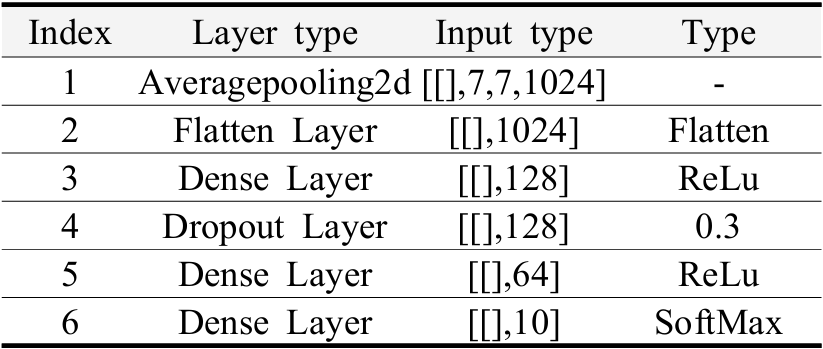 Index Layer type Input type Type
1 Averagepooling2d [[],7,7,1024] -
2 Flatten Layer [[],1024] Flatten
3 Dense Layer [[],128] ReLu
4 Dropout Layer [[],128] 0.3
5 Dense Layer [[],64] ReLu
6 Dense Layer [[],10] SoftMax